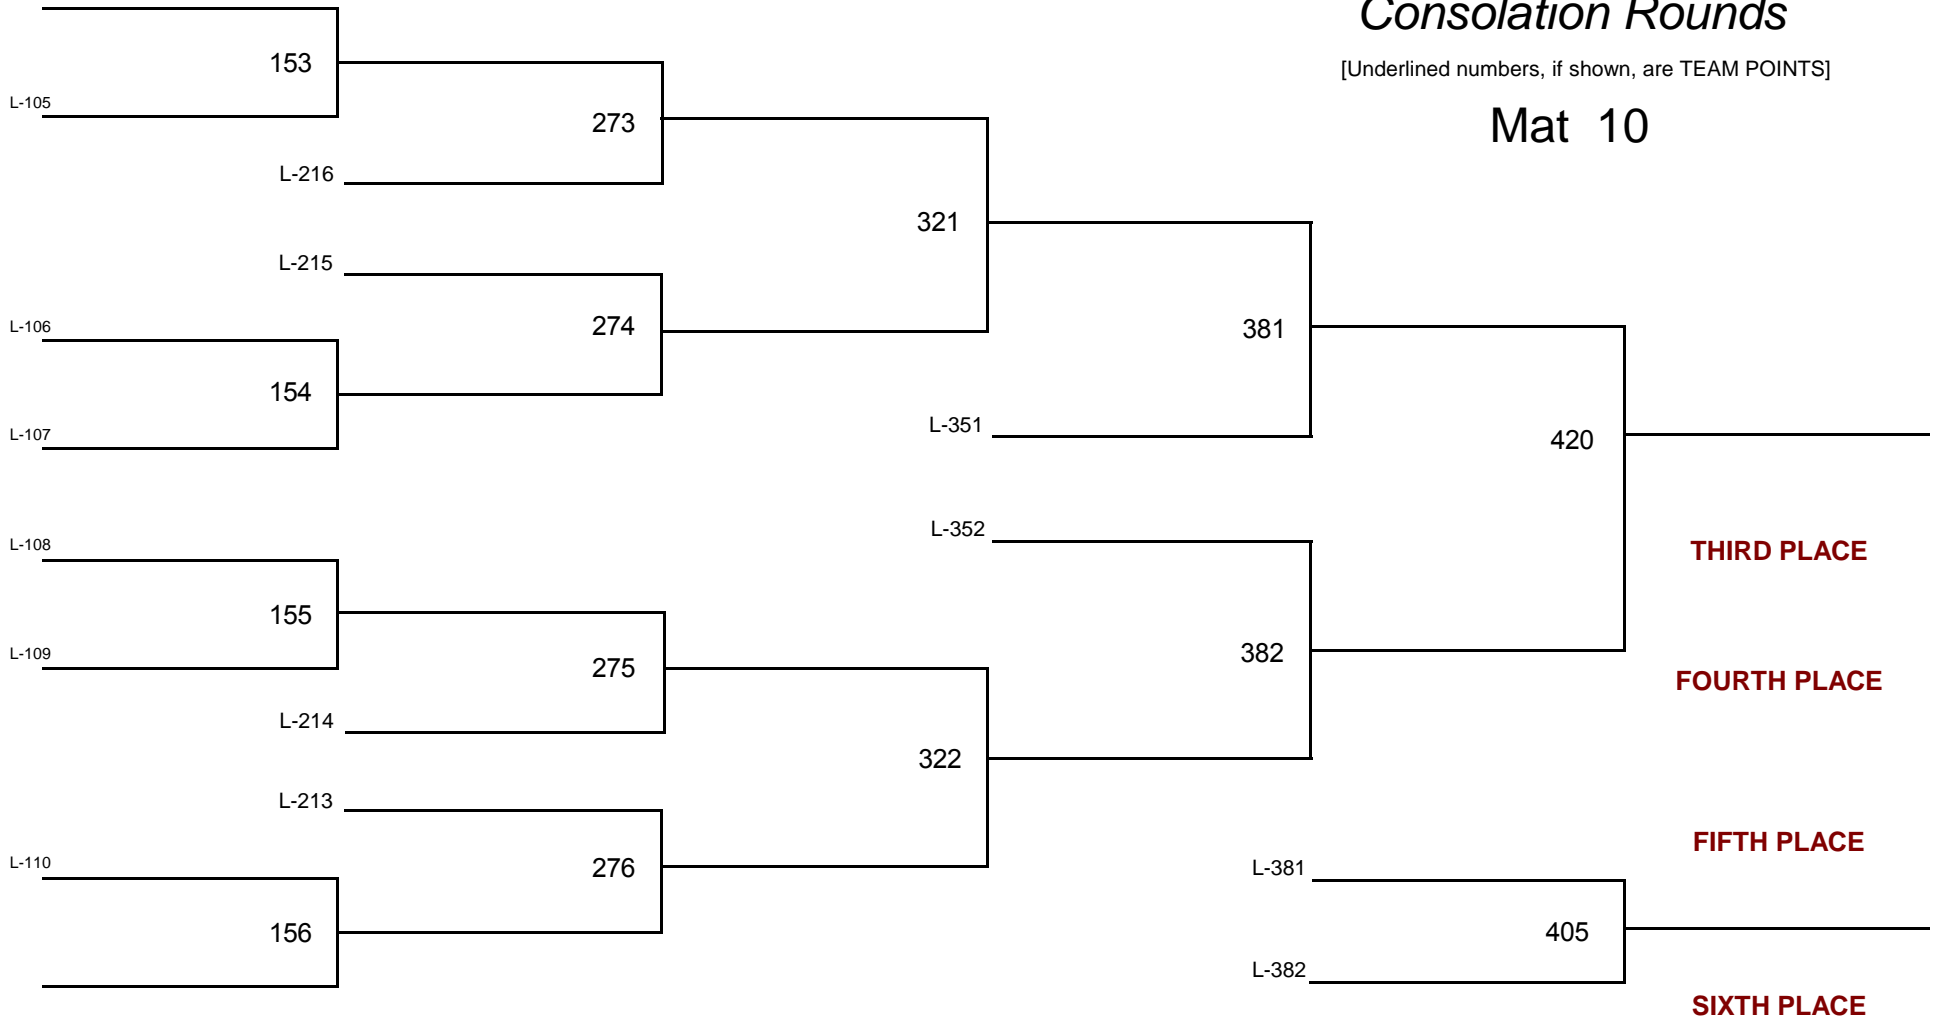 Consolation Rounds
[Underlined numbers, if shown, are TEAM POINTS]
Mat 10
153
L-105
273
L-216
321
L-215
274
L-106
154
L-107
381
L-351
420
L-352
THIRD PLACE
L-108
155
L-109
275
382
FOURTH PLACE
L-214
322
L-213
276
L-110
156
FIFTH PLACE
L-381
405
L-382
SIXTH PLACE